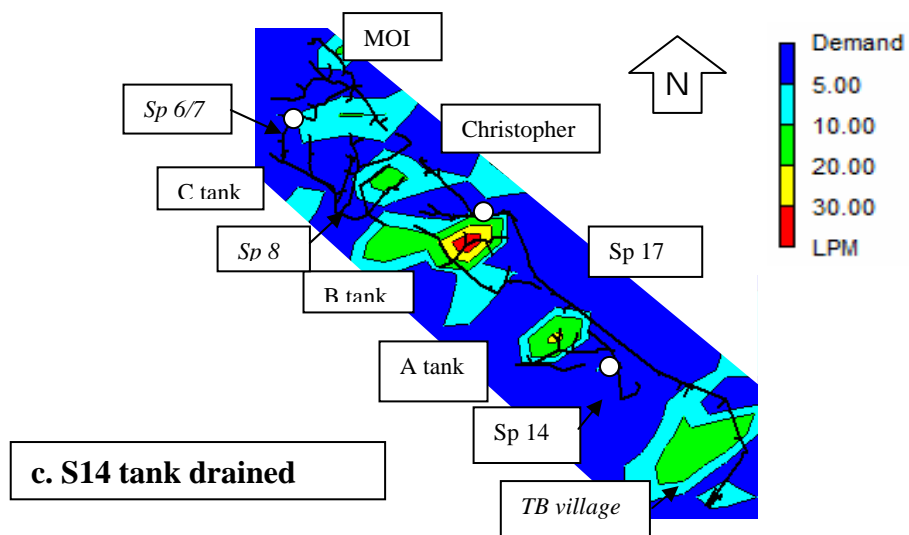 MOI
N
Demand
5.00
10.00
20.00
30.00
LPM
Sp 6/7
Christopher
C tank
Sp 8
Sp 17
B tank
A tank
Sp 14
c. S14 tank drained
TB village